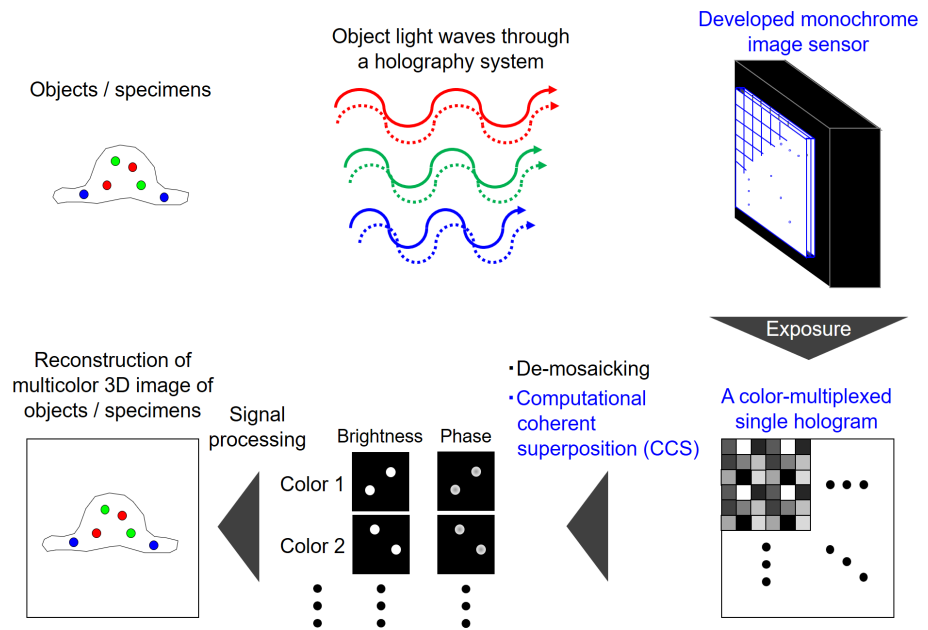 Objects / specimens
Object light waves through
a holography system
Developed monochrome
image sensor
Exposure
A color-multiplexed
single hologram
・De-mosaicking
・Computational
coherent
superposition (CCS)
Brightness
Phase
Color 1
Color 2
Signal
processing
Reconstruction of
multicolor 3D image of
objects / specimens